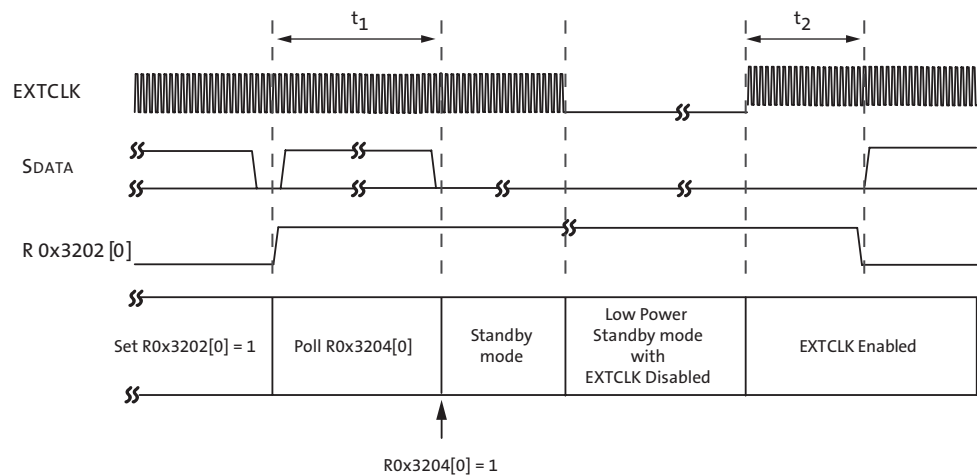 t1
t2
EXTCLK
SDATA
R 0x3202 [0]
Set R0x3202[0] = 1
Poll R0x3204[0]
Standby
mode
Low Power
Standby mode
with
EXTCLK Disabled
EXTCLK Enabled
R0x3204[0] = 1